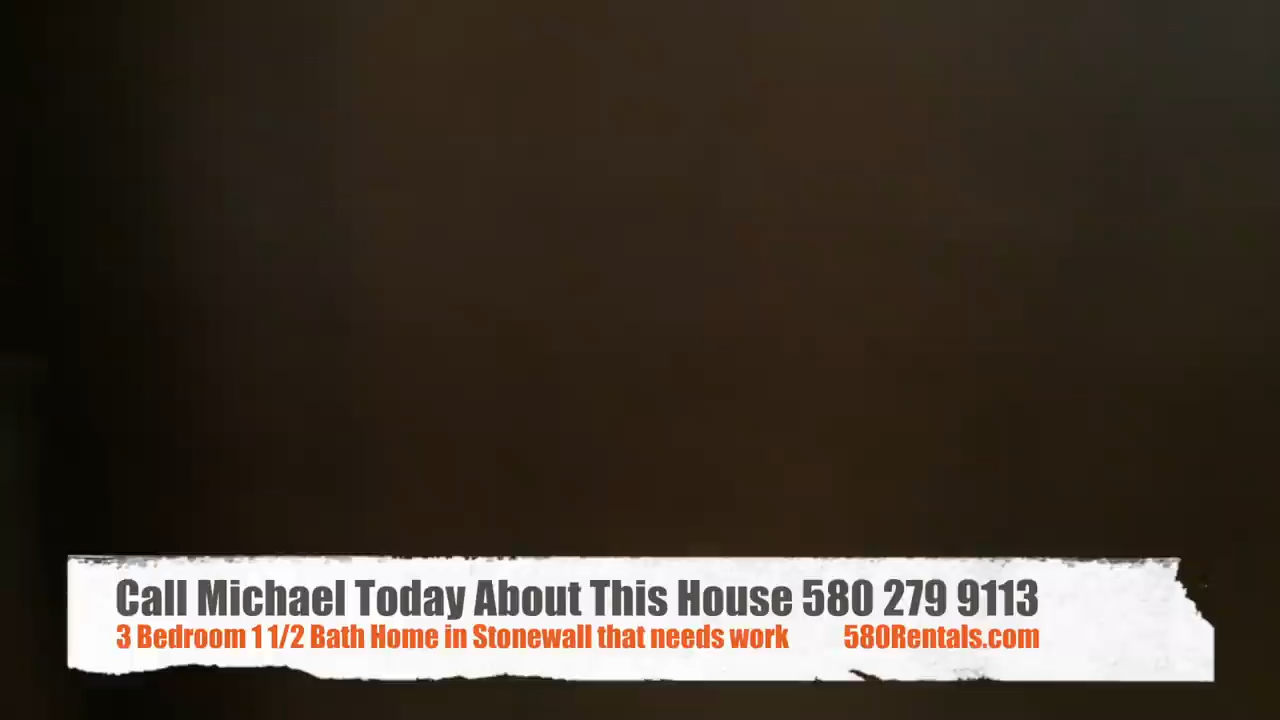 Call Michael Today About This House 580 279 9113
3 Bedroom 1 1/2 Bath Home in Stonewall that needs work 580Rentals.com